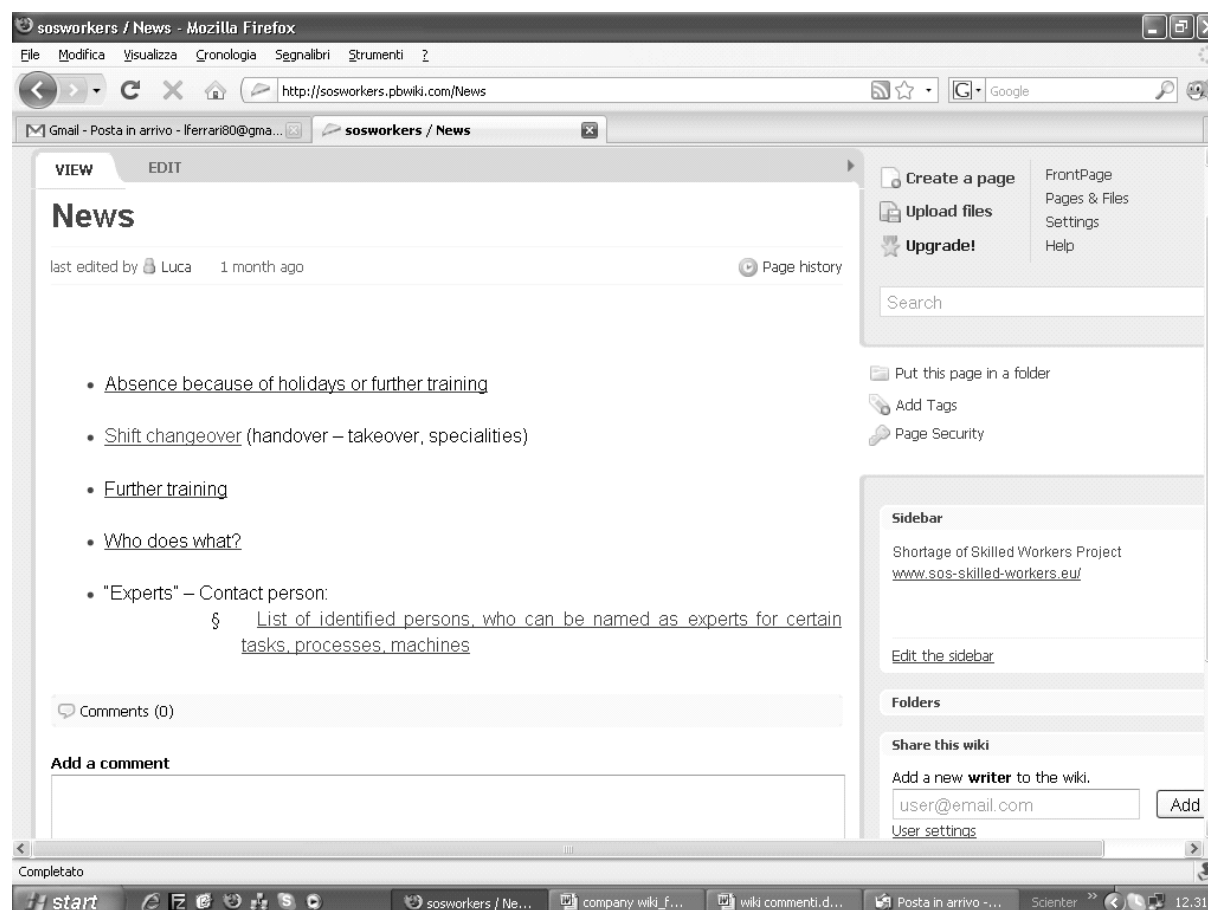 sosworkers / News - Mozilla Firefox
File Modifica Visualizza Cronologia Segnalibri Strumenti ?
http://sosworkers.pbwiki.com/News
G Google
Gmail - Posta in arrivo - lferrari80@gma...
sosworkers / News
VIEW EDIT
News
last edited by Luca 1 month ago
Page history
• Absence because of holidays or further training
• Shift changeover (handover – takeover, specialities)
• Further training
• Who does what?
• "Experts" – Contact person:
§ List of identified persons, who can be named as experts for certain
tasks, processes, machines
Comments (0)
Add a comment
Create a page
Upload files
Upgrade!
FrontPage
Pages & Files
Settings
Help
Search
Put this page in a folder
Add Tags
Page Security
Sidebar
Shortage of Skilled Workers Project
www.sos-skilled-workers.eu/
Edit the sidebar
Folders
Share this wiki
Add a new writer to the wiki.
user@email.com Add
User settings
Completato
start sosworkers / Ne... company wiki_f... wiki commenti.d... Posta in arrivo -... Scienter » 12.31